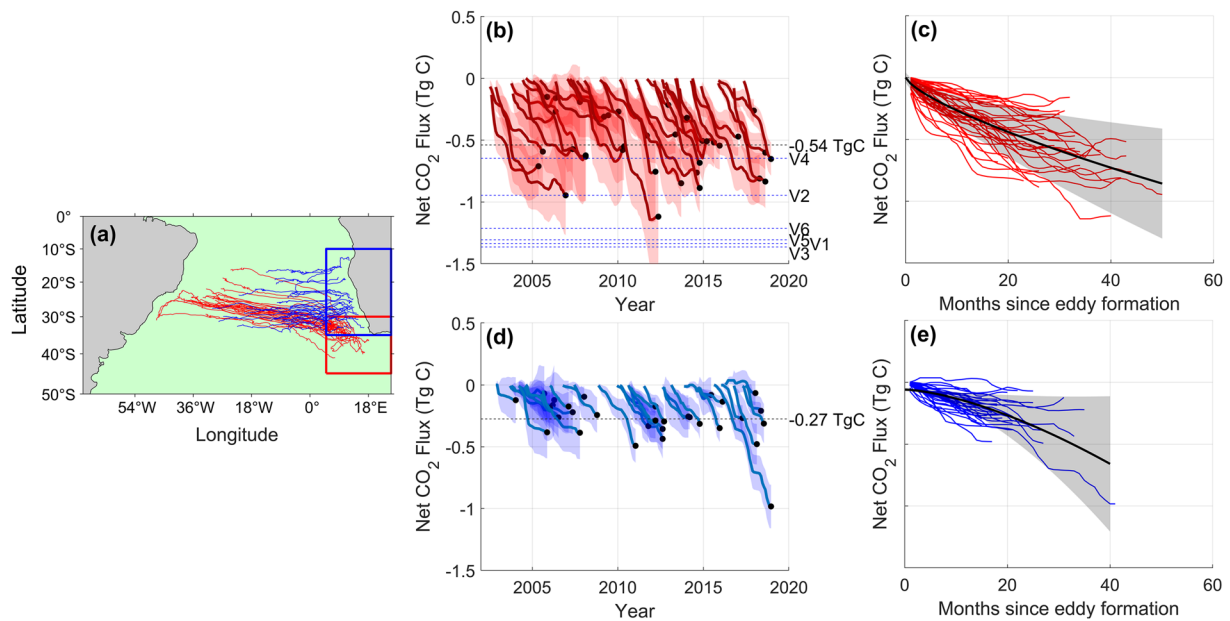 (b)
0.5
0
-0.5
-1
-1.5
Net CO2 Flux (Tg C)
2005 2010 2015 2020
Year
-0.54 TgC
V4
V2
V6
V5V1
V3
(c)
Net CO2 Flux (Tg C)
0 20 40 60
Months since eddy formation
(a)
0°
10°S
20°S
30°S
40°S
50°S
Latitude
54°W 36°W 18°W 0° 18°E
Longitude
(d)
0.5
0
-0.5
-1
-1.5
Net CO2 Flux (Tg C)
2005 2010 2015 2020
Year
-0.27 TgC
(e)
Net CO2 Flux (Tg C)
0 20 40 60
Months since eddy formation